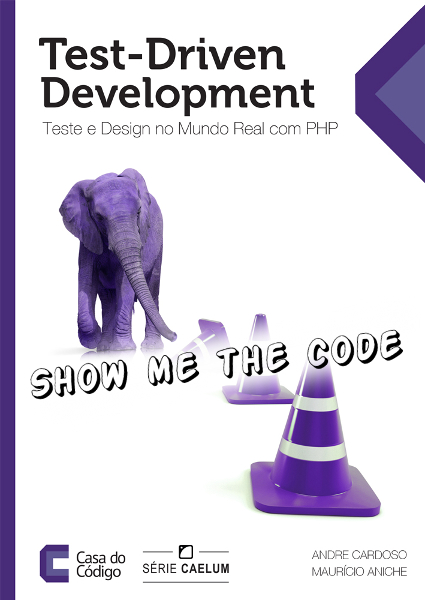 Test-Driven
Development
Teste e Design no Mundo Real com PHP
SHOW ME THE CODE
Casa do
Código
SÉRIE CAELUM
ANDRE CARDOSO
MAURÍCIO ANICHE